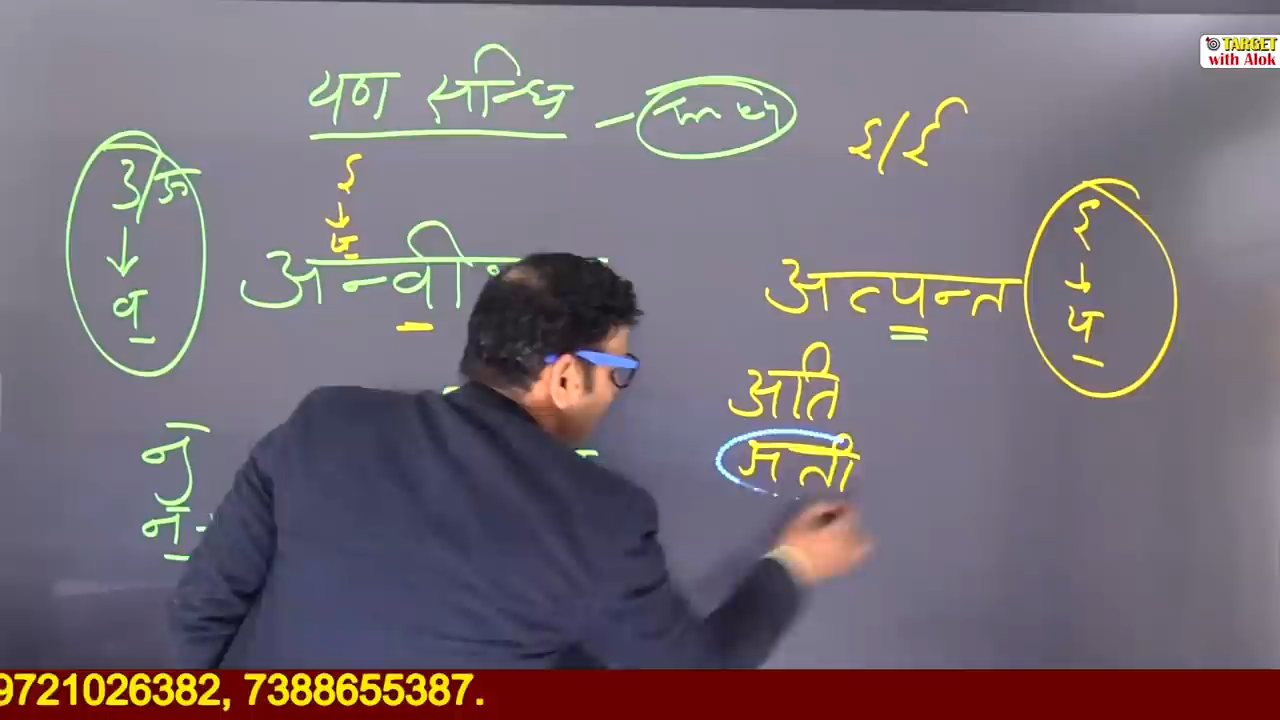 यण सन्धि -
TARGET
with Alok
इ/ई
उ/ऊ
↓
व
इ
↓
य
अन्वी
अत्यन्त
इ
↓
य
अति
नु
न्
9721026382, 7388655387.